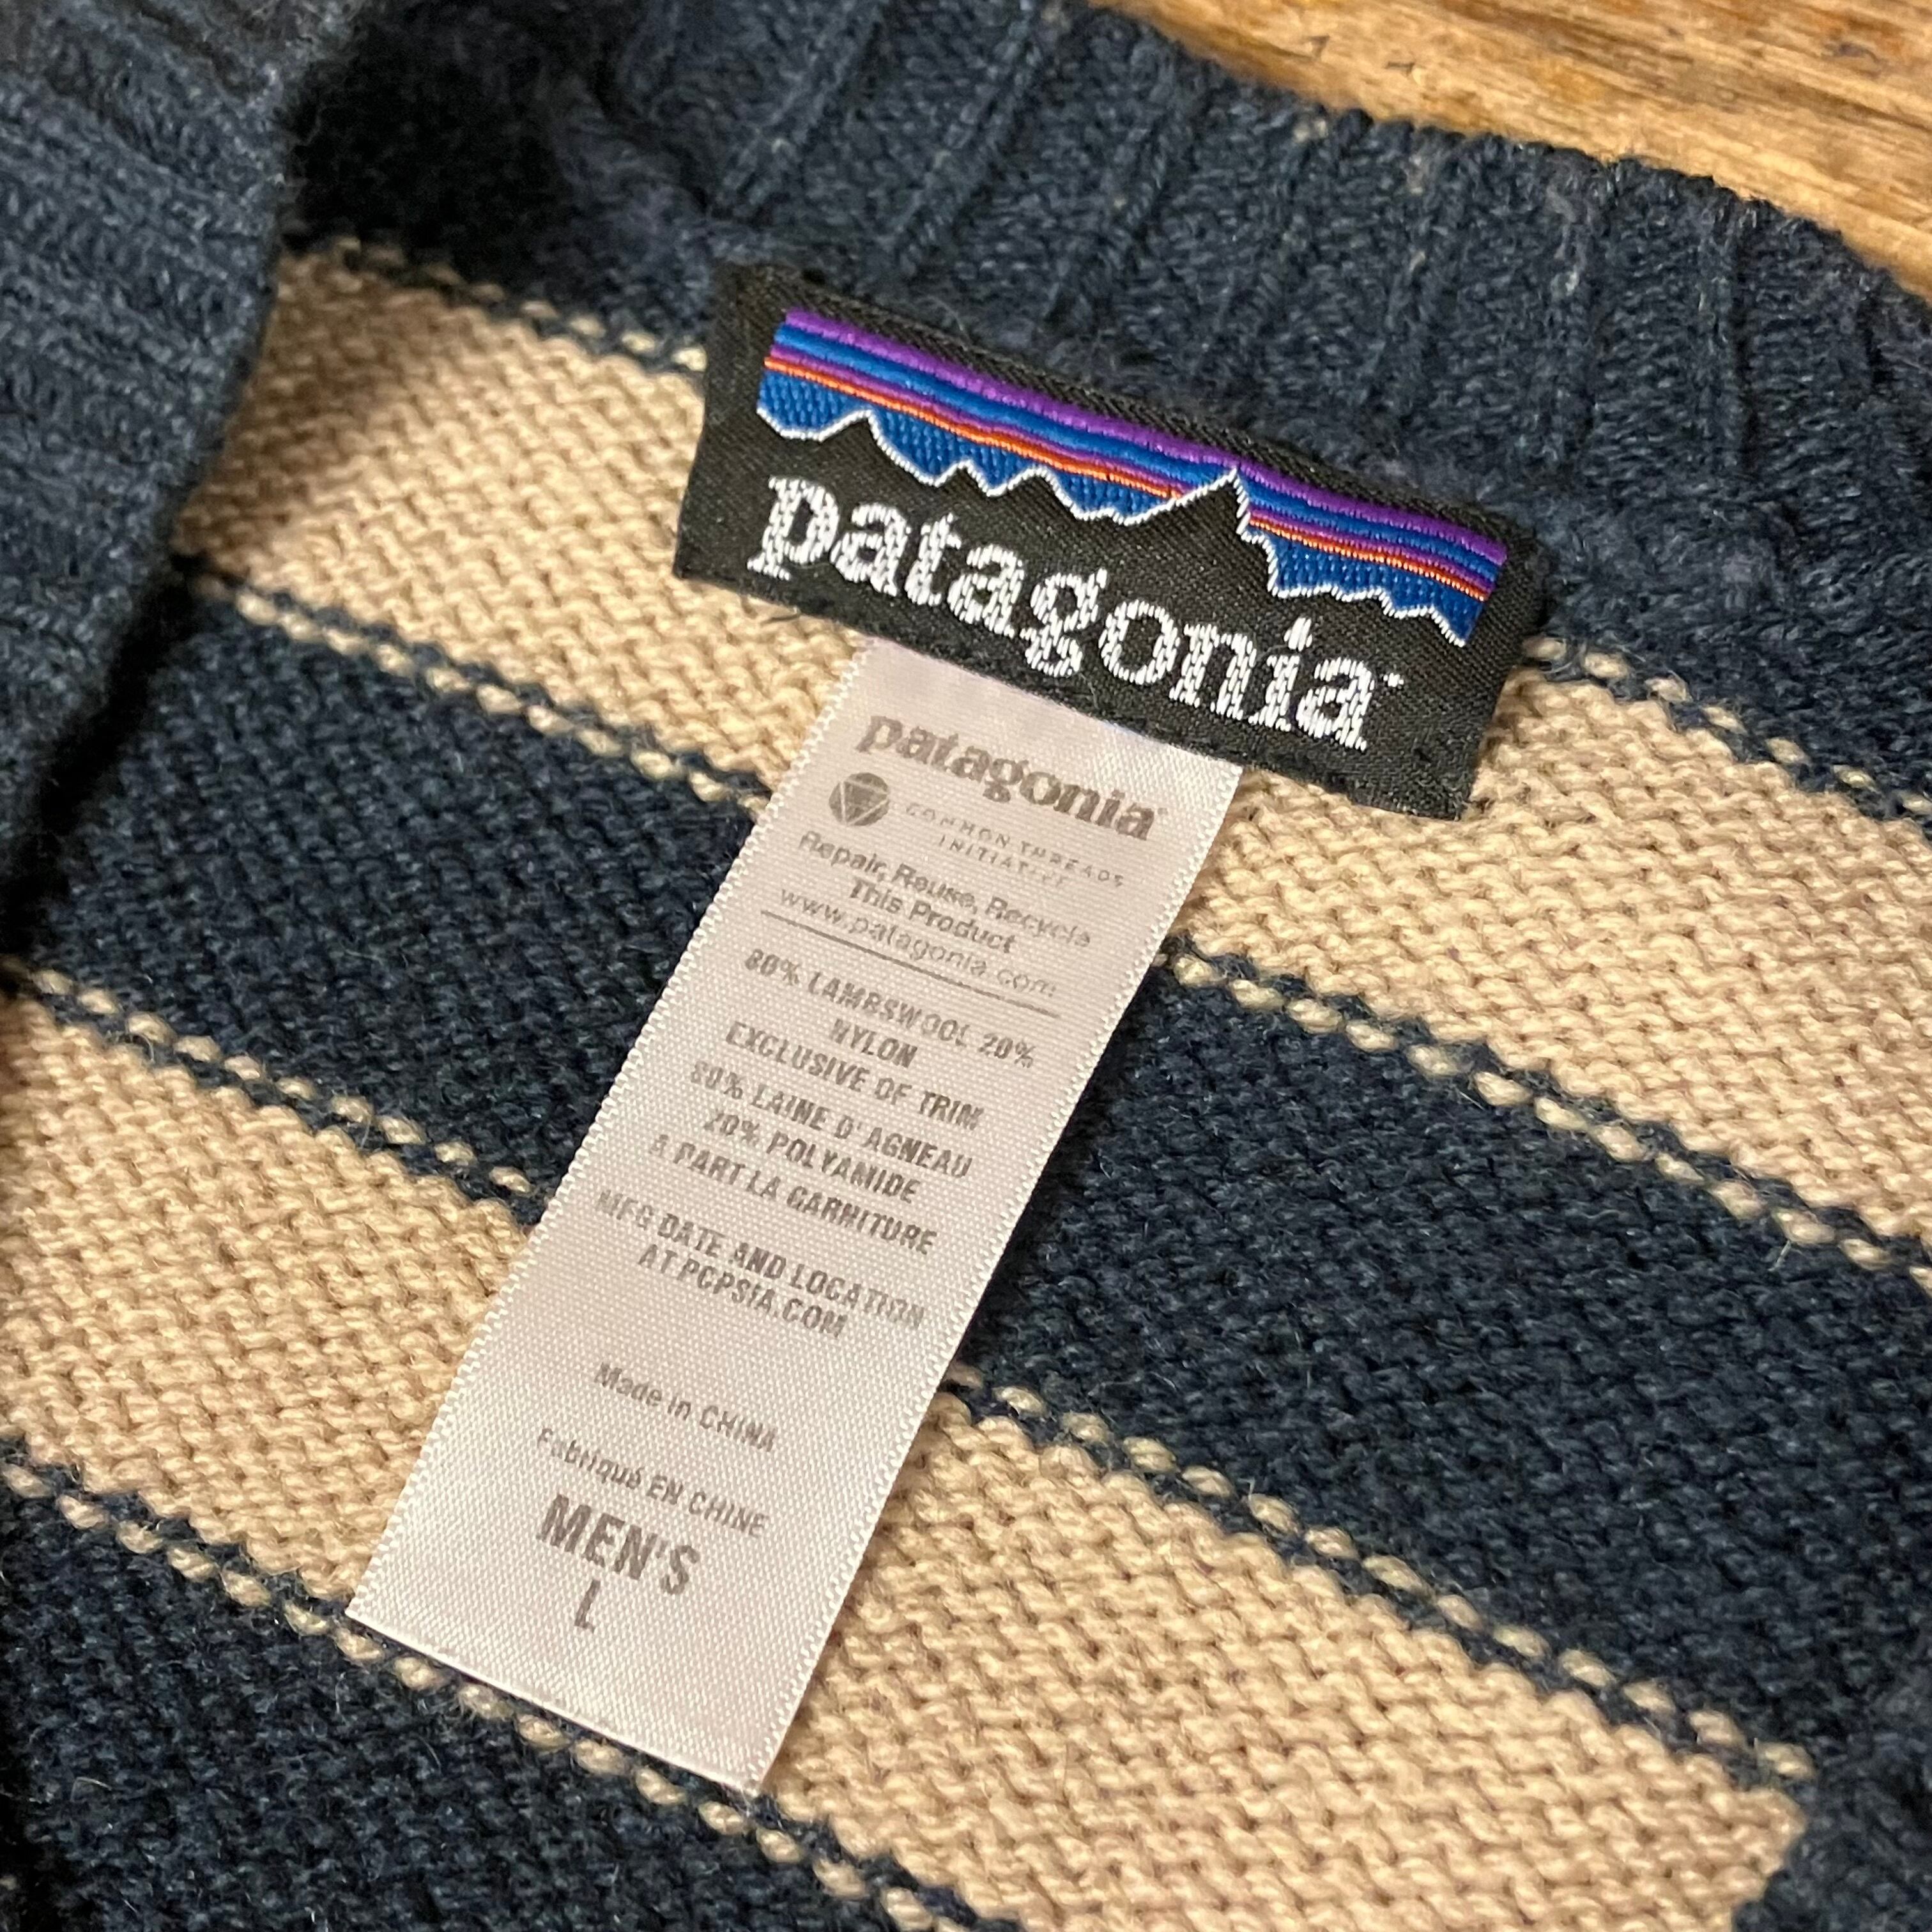 patagonia
patagonia®
COMMON THREADS
INITIATIVE
Repair, Reuse, Recycle
This Product
www.patagonia.com
80% LAMBSWOOL 20%
NYLON
EXCLUSIVE OF TRIM
80% LAINE D'AGNEAU
20% POLYAMIDE
A PART LA GARNITURE
MFG DATE AND LOCATION
AT PCPSIA.COM
Made in CHINA
Fabriqué EN CHINE
MEN'S
L